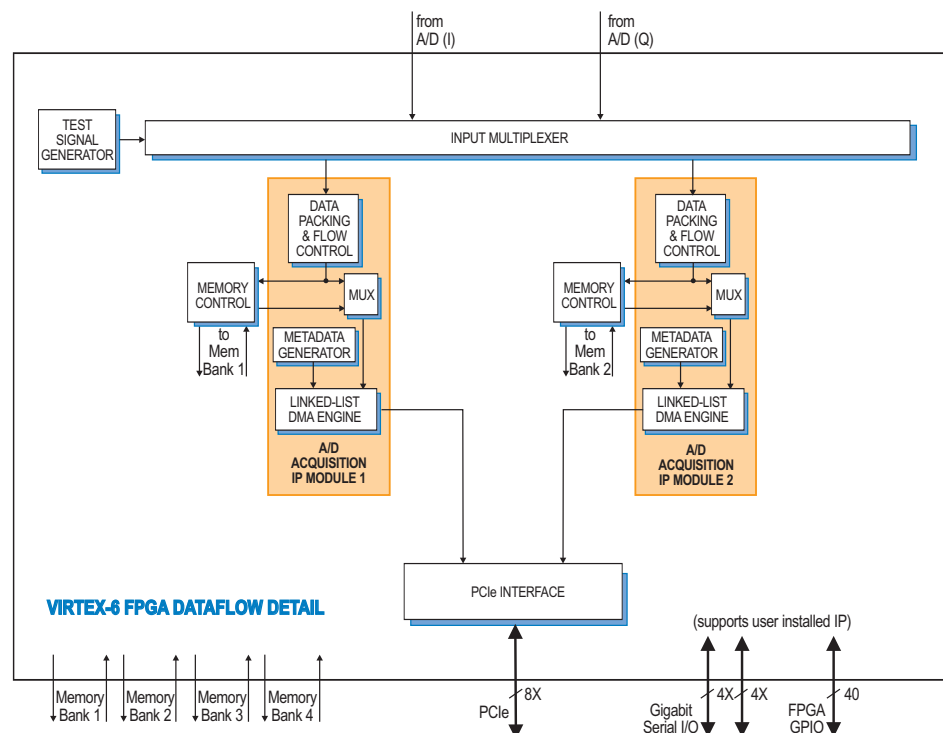 from
A/D (I)
from
A/D (Q)
TEST
SIGNAL
GENERATOR
INPUT MULTIPLEXER
DATA
PACKING
& FLOW
CONTROL
MEMORY
CONTROL
MUX
to
Mem
Bank 1
METADATA
GENERATOR
LINKED-LIST
DMA ENGINE
A/D
ACQUISITION
IP MODULE 1
DATA
PACKING
& FLOW
CONTROL
MEMORY
CONTROL
MUX
to
Mem
Bank 2
METADATA
GENERATOR
LINKED-LIST
DMA ENGINE
A/D
ACQUISITION
IP MODULE 2
PCIe INTERFACE
VIRTEX-6 FPGA DATAFLOW DETAIL
(supports user installed IP)
Memory
Bank 1
Memory
Bank 2
Memory
Bank 3
Memory
Bank 4
8X
PCIe
4X
4X
Gigabit
Serial I/O
40
FPGA
GPIO